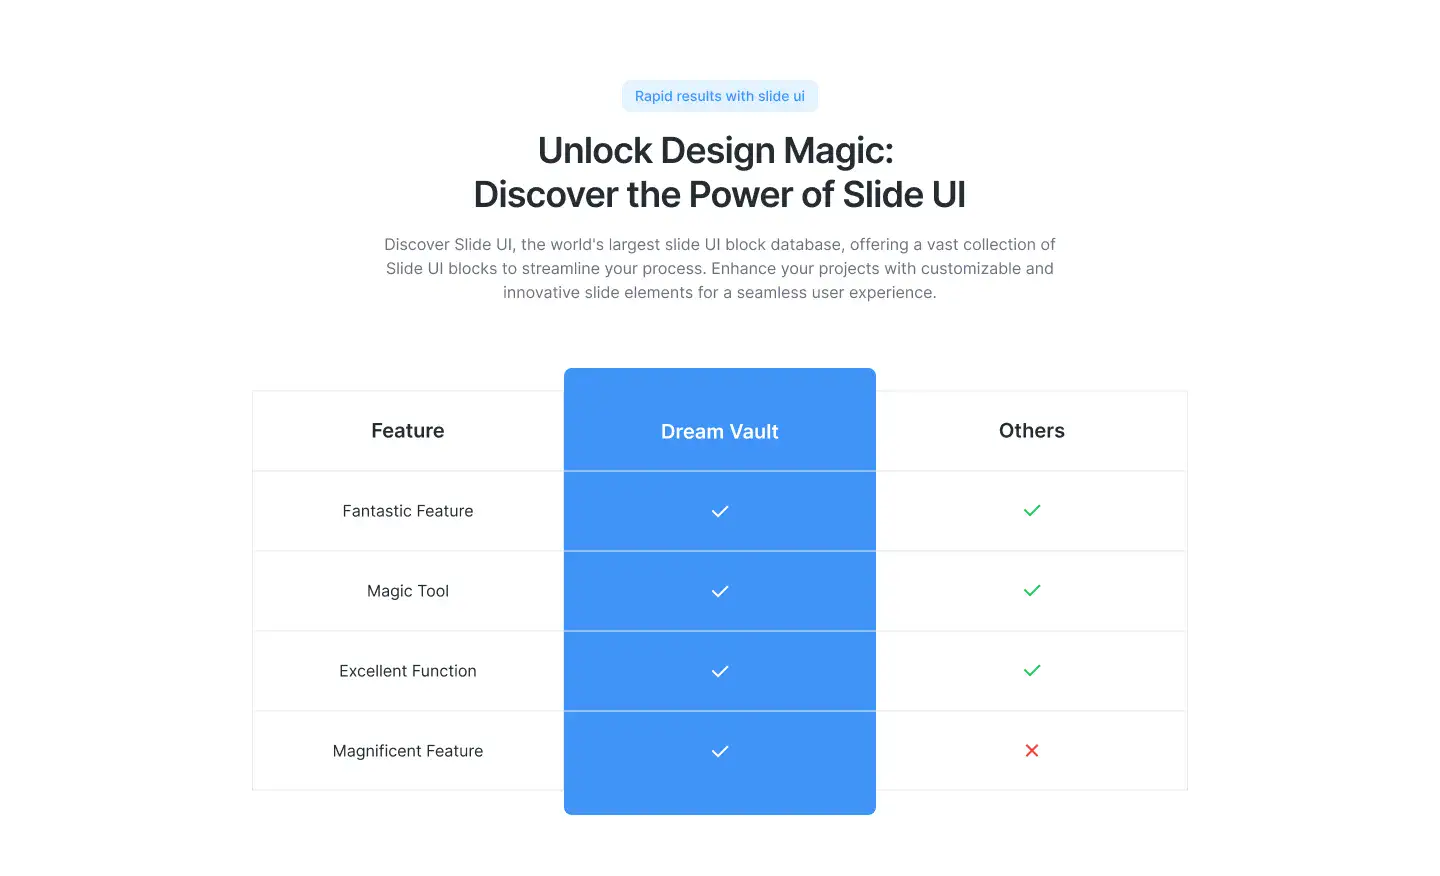 Rapid results with slide ui
Unlock Design Magic:
Discover the Power of Slide UI
Discover Slide UI, the world's largest slide UI block database, offering a vast collection of
Slide UI blocks to streamline your process. Enhance your projects with customizable and
innovative slide elements for a seamless user experience.
Feature
Dream Vault
Others
Fantastic Feature
Magic Tool
Excellent Function
Magnificent Feature